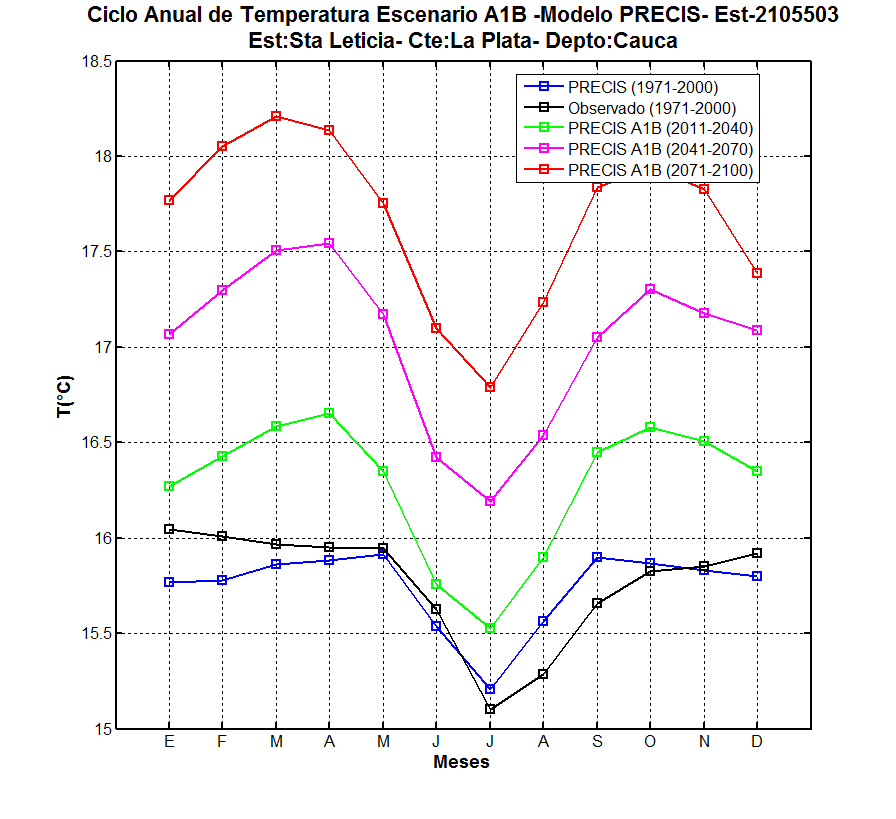 Ciclo Anual de Temperatura Escenario A1B -Modelo PRECIS- Est-2105503
Est:Sta Leticia- Cte:La Plata- Depto:Cauca
18.5
18
17.5
17
16.5
16
15.5
15
T(°C)
PRECIS (1971-2000)
Observado (1971-2000)
PRECIS A1B (2011-2040)
PRECIS A1B (2041-2070)
PRECIS A1B (2071-2100)
E F M A M J J A S O N D
Meses